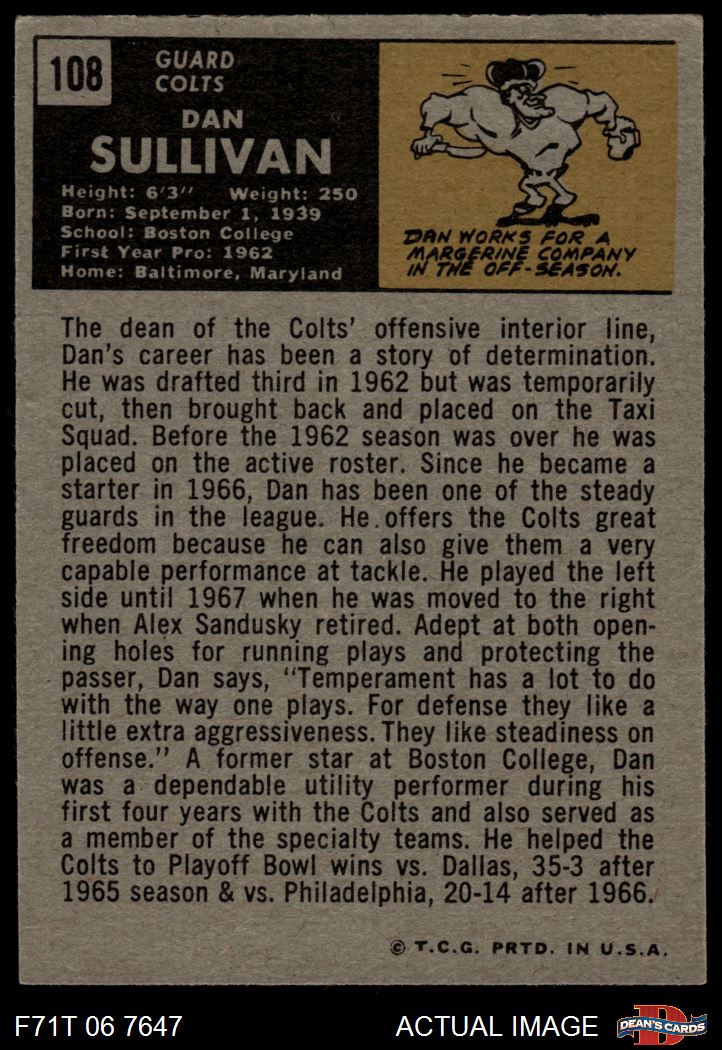 108
GUARD
COLTS
DAN
SULLIVAN
Height: 6'3" Weight: 250
Born: September 1, 1939
School: Boston College
First Year Pro: 1962
Home: Baltimore, Maryland
DAN WORKS FOR A
MARGERINE COMPANY
IN THE OFF-SEASON.
The dean of the Colts' offensive interior line,
Dan's career has been a story of determination.
He was drafted third in 1962 but was temporarily
cut, then brought back and placed on the Taxi
Squad. Before the 1962 season was over he was
placed on the active roster. Since he became a
starter in 1966, Dan has been one of the steady
guards in the league. He offers the Colts great
freedom because he can also give them a very
capable performance at tackle. He played the left
side until 1967 when he was moved to the right
when Alex Sandusky retired. Adept at both open-
ing holes for running plays and protecting the
passer, Dan says, "Temperament has a lot to do
with the way one plays. For defense they like a
little extra aggressiveness. They like steadiness on
offense." A former star at Boston College, Dan
was a dependable utility performer during his
first four years with the Colts and also served as
a member of the specialty teams. He helped the
Colts to Playoff Bowl wins vs. Dallas, 35-3 after
1965 season & vs. Philadelphia, 20-14 after 1966.
© T.C.G. PRTD. IN U.S.A.
F71T 06 7647
ACTUAL IMAGE
D
DEAN'S CARDS